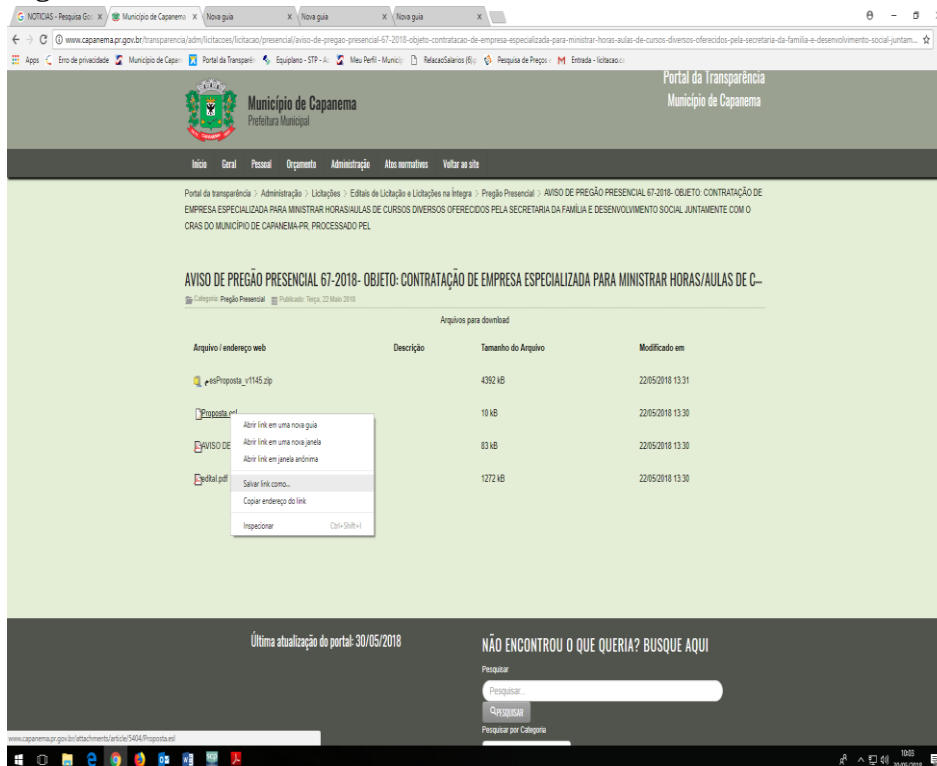 NOTICIAS - Pesquisa Goo
Município de Capanema
Nova guia
Nova guia
Nova guia
www.capanema.pr.gov.br/transparencia/adm/licitacoes/licitacao/presencial/aviso-de-pregao-presencial-67-2018-objeto-contratacao-de-empresa-especializada-para-ministrar-horas-aulas-de-cursos-diversos-oferecidos-pela-secretaria-da-familia-e-desenvolvimento-social-juntam...
Apps
Erro de privacidade
Município de Capan
Portal da Transparên
Equiplano - STP - Ac
Meu Perfil - Municíp
RelacaoSalarios (6)
Pesquisa de Preços
Entrada - licitacao.c
Portal da Transparência
Município de Capanema
Município de Capanema
Prefeitura Municipal
Início Geral Pessoal Orçamento Administração Atos normativos Voltar ao site
Portal da transparência > Administração > Licitações > Editais de Licitação e Licitações na Íntegra > Pregão Presencial > AVISO DE PREGÃO PRESENCIAL 67-2018- OBJETO: CONTRATAÇÃO DE
EMPRESA ESPECIALIZADA PARA MINISTRAR HORAS/AULAS DE CURSOS DIVERSOS OFERECIDOS PELA SECRETARIA DA FAMÍLIA E DESENVOLVIMENTO SOCIAL JUNTAMENTE COM O
CRAS DO MUNICÍPIO DE CAPANEMA-PR, PROCESSADO PEL
AVISO DE PREGÃO PRESENCIAL 67-2018- OBJETO: CONTRATAÇÃO DE EMPRESA ESPECIALIZADA PARA MINISTRAR HORAS/AULAS DE C...
Categoria: Pregão Presencial Publicado: Terça, 22 Maio 2018
Arquivos para download
Arquivo / endereço web Descrição Tamanho do Arquivo Modificado em
esProposta_v1145.zip 4392 kB 22/05/2018 13:31
Proposta.esl 10 kB 22/05/2018 13:30
AVISO DE 83 kB 22/05/2018 13:30
edital.pdf 1272 kB 22/05/2018 13:30
Abrir link em uma nova guia
Abrir link em uma nova janela
Abrir link em janela anônima
Salvar link como...
Copiar endereço do link
Inspecionar Ctrl+Shift+I
Última atualização do portal: 30/05/2018
NÃO ENCONTROU O QUE QUERIA? BUSQUE AQUI
Pesquisar
Pesquisar...
PESQUISAR
Pesquisar por Categoria
www.capanema.pr.gov.br/attachments/article/5404/Proposta.esl
10:03
30/05/2018